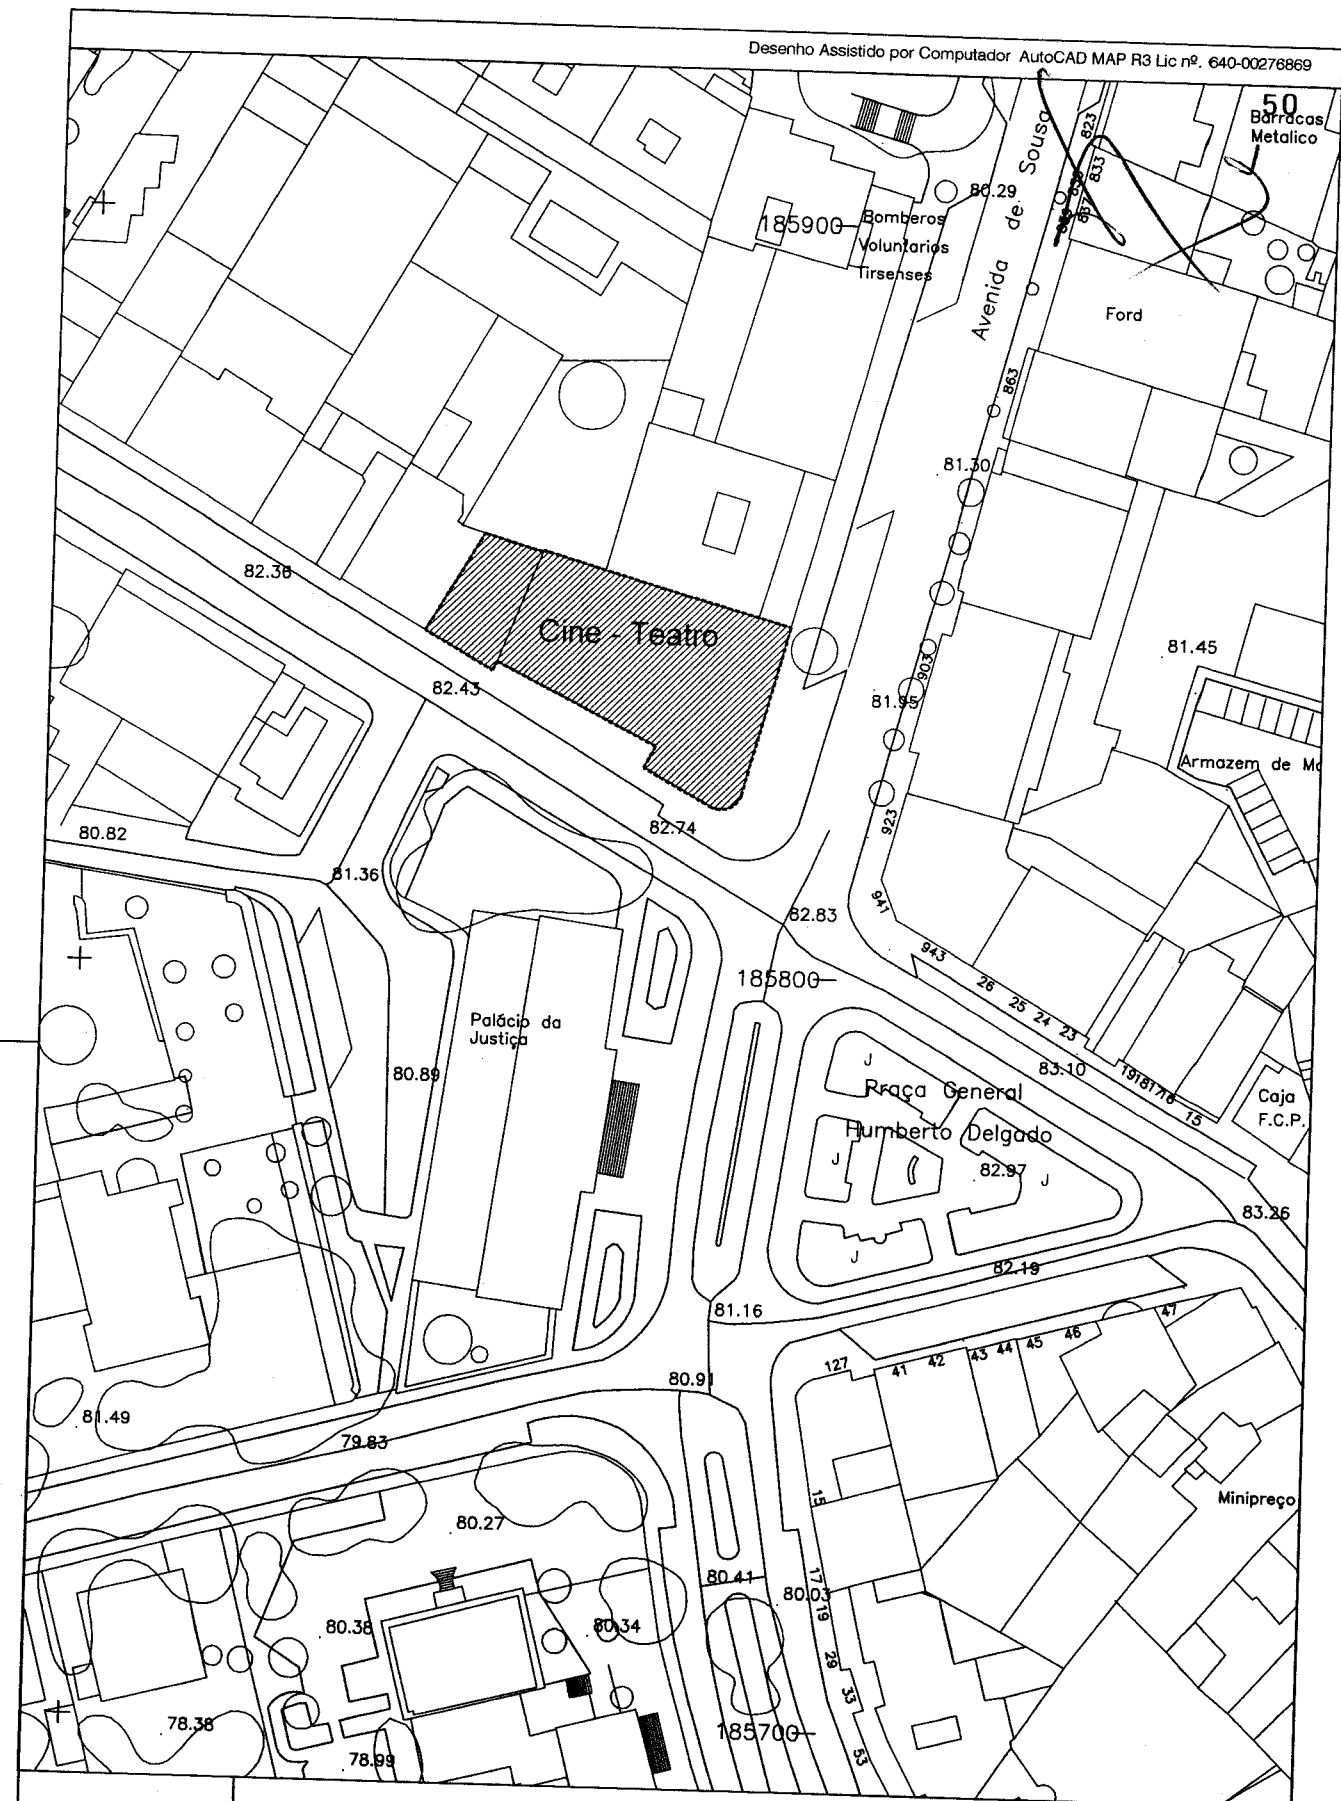 Desenho Assistido por Computador AutoCAD MAP R3 Lic nº. 640-00276869
50
Barracas
Metalico
823
833
837
80.29
Avenida de Sousa
185900
Bomberos
Voluntarios
Tirsenses
Ford
863
81.30
82.36
Cine - Teatro
81.45
903
82.43
81.95
Armazem de
923
82.74
80.82
81.36
941
82.83
943
185800
26
25
24
23
Palácio da
Justiça
80.89
83.10
J
Praça General
Humberto Delgado
19
18
17
16
15
Caja
F.C.P.
J
82.97
J
83.26
J
82.19
81.16
47
46
45
44
43
42
41
127
80.91
81.49
79.83
15
Minipreço
80.27
80.41
17
80.03
19
80.38
80.34
29
33
78.38
185700
53
78.99